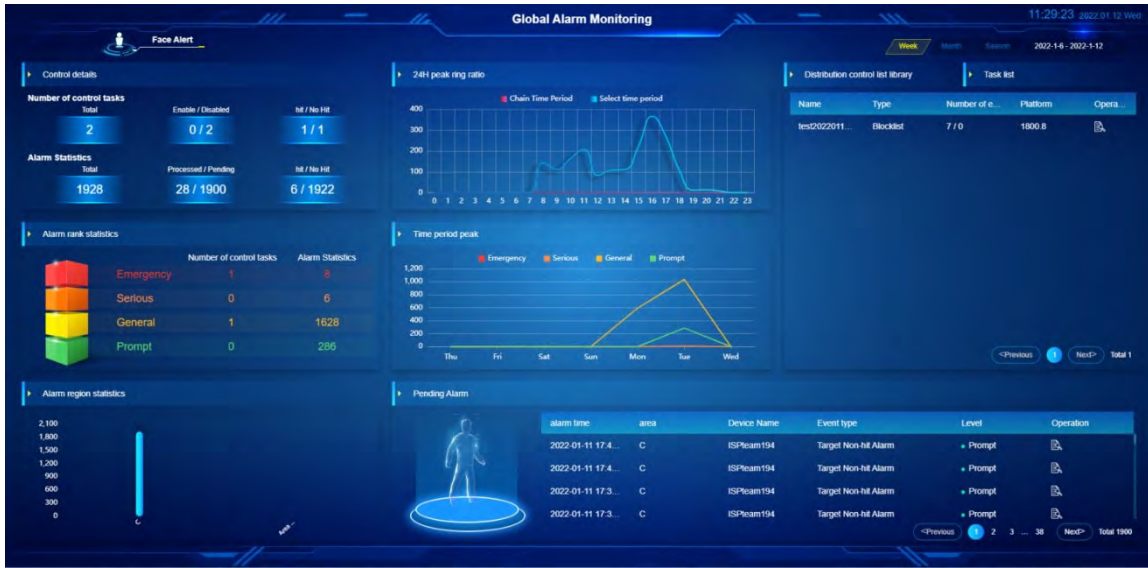 Global Alarm Monitoring
11:29:23 2022.01.12 Wed
Face Alert
Week Month Season 2022-1-6 - 2022-1-12
Control details
Number of control tasks
Total Enable / Disabled hit / No Hit
2 0 / 2 1 / 1
Alarm Statistics
Total Processed / Pending hit / No Hit
1928 28 / 1900 6 / 1922
24H peak ring ratio
Chain Time Period Select time period
400
300
200
100
0
0 1 2 3 4 5 6 7 8 9 10 11 12 13 14 15 16 17 18 19 20 21 22 23
Distribution control list library Task list
Name Type Number of e... Platform Opera...
test2022011... Blocklist 7 / 0 1800.8
<Previous 1 Next> Total 1
Alarm rank statistics
Number of control tasks Alarm Statistics
Emergency 1 8
Serious 0 6
General 1 1628
Prompt 0 286
Time period peak
Emergency Serious General Prompt
1,200
1,000
800
600
400
200
0
Thu Fri Sat Sun Mon Tue Wed
Alarm region statistics
2,100
1,800
1,500
1,200
900
600
300
0
C
Area ...
Pending Alarm
alarm time area Device Name Event type Level Operation
2022-01-11 17:4... C ISPteam194 Target Non-hit Alarm Prompt
2022-01-11 17:4... C ISPteam194 Target Non-hit Alarm Prompt
2022-01-11 17:3... C ISPteam194 Target Non-hit Alarm Prompt
2022-01-11 17:3... C ISPteam194 Target Non-hit Alarm Prompt
<Previous 1 2 3 ... 38 Next> Total 1900